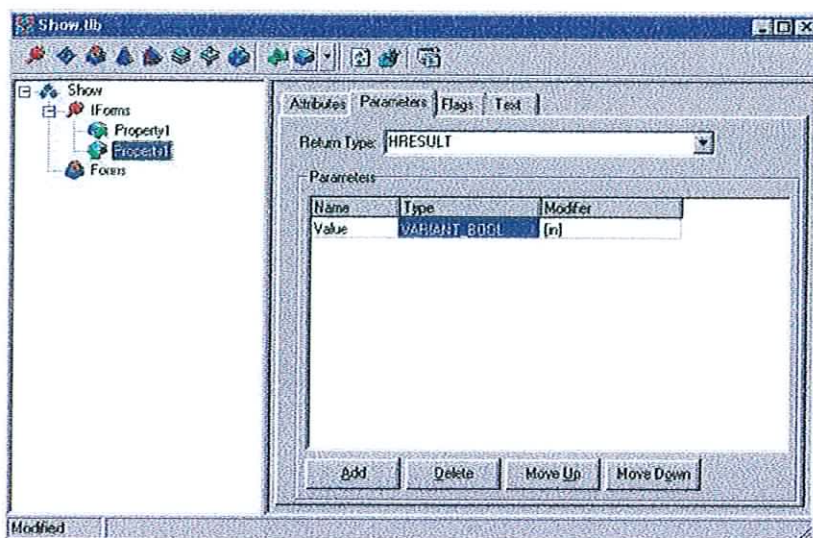 Show.tlb
Show
IForms
Property1
Property1
Forms
Attributes Parameters Flags Text
Return Type: HRESULT
Parameters
Name Type Modifer
Value VARIANT_BOOL [in]
Add Delete Move Up Move Down
Modified